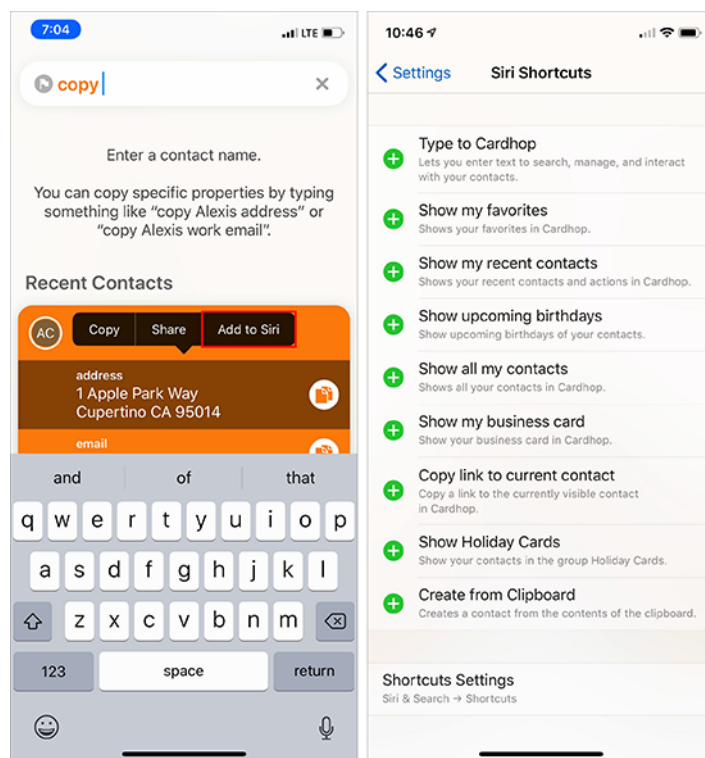 7:04
LTE
copy
Enter a contact name.
You can copy specific properties by typing
something like “copy Alexis address” or
“copy Alexis work email”.
Recent Contacts
AC
Copy Share Add to Siri
address
1 Apple Park Way
Cupertino CA 95014
email
and of that
q w e r t y u i o p
a s d f g h j k l
z x c v b n m
123 space return
10:46
Settings Siri Shortcuts
Type to Cardhop
Lets you enter text to search, manage, and interact
with your contacts.
Show my favorites
Shows your favorites in Cardhop.
Show my recent contacts
Shows your recent contacts and actions in Cardhop.
Show upcoming birthdays
Show upcoming birthdays of your contacts.
Show all my contacts
Shows all your contacts in Cardhop.
Show my business card
Show your business card in Cardhop.
Copy link to current contact
Copy a link to the currently visible contact
in Cardhop.
Show Holiday Cards
Show your contacts in the group Holiday Cards.
Create from Clipboard
Creates a contact from the contents of the clipboard.
Shortcuts Settings
Siri & Search → Shortcuts